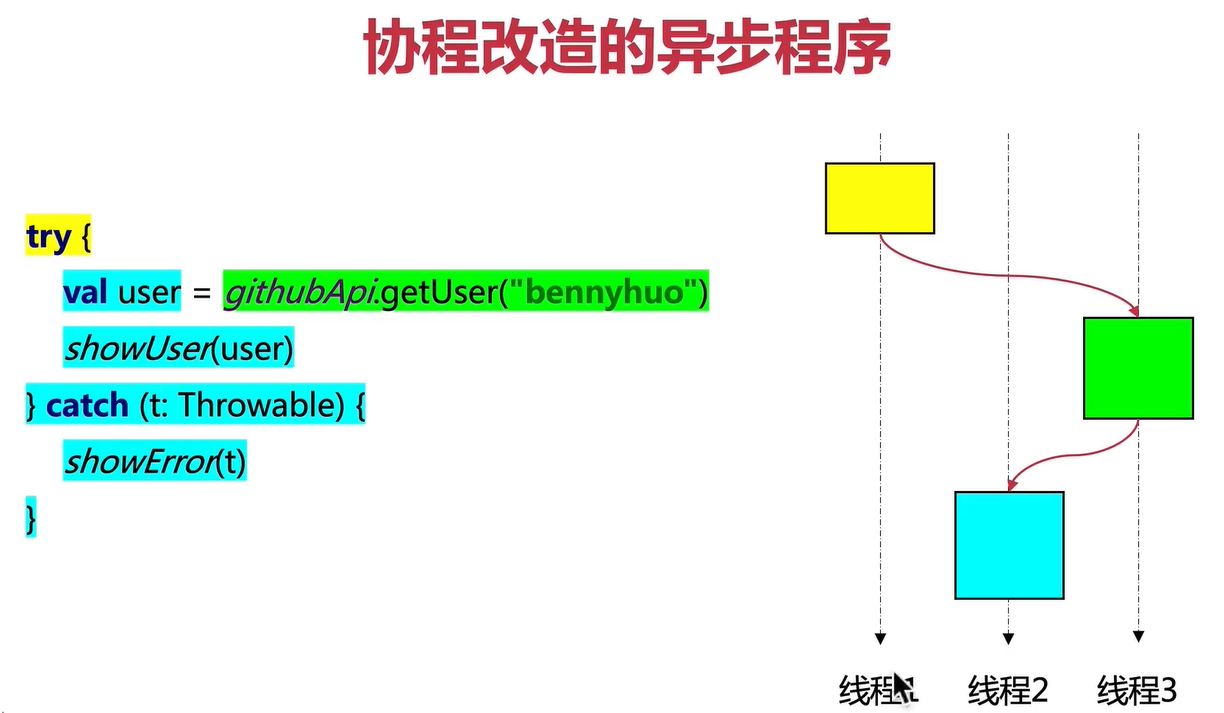 协程改造的异步程序
try {
val user = githubApi.getUser("bennyhuo")
showUser(user)
} catch (t: Throwable) {
showError(t)
}
线程1 线程2 线程3